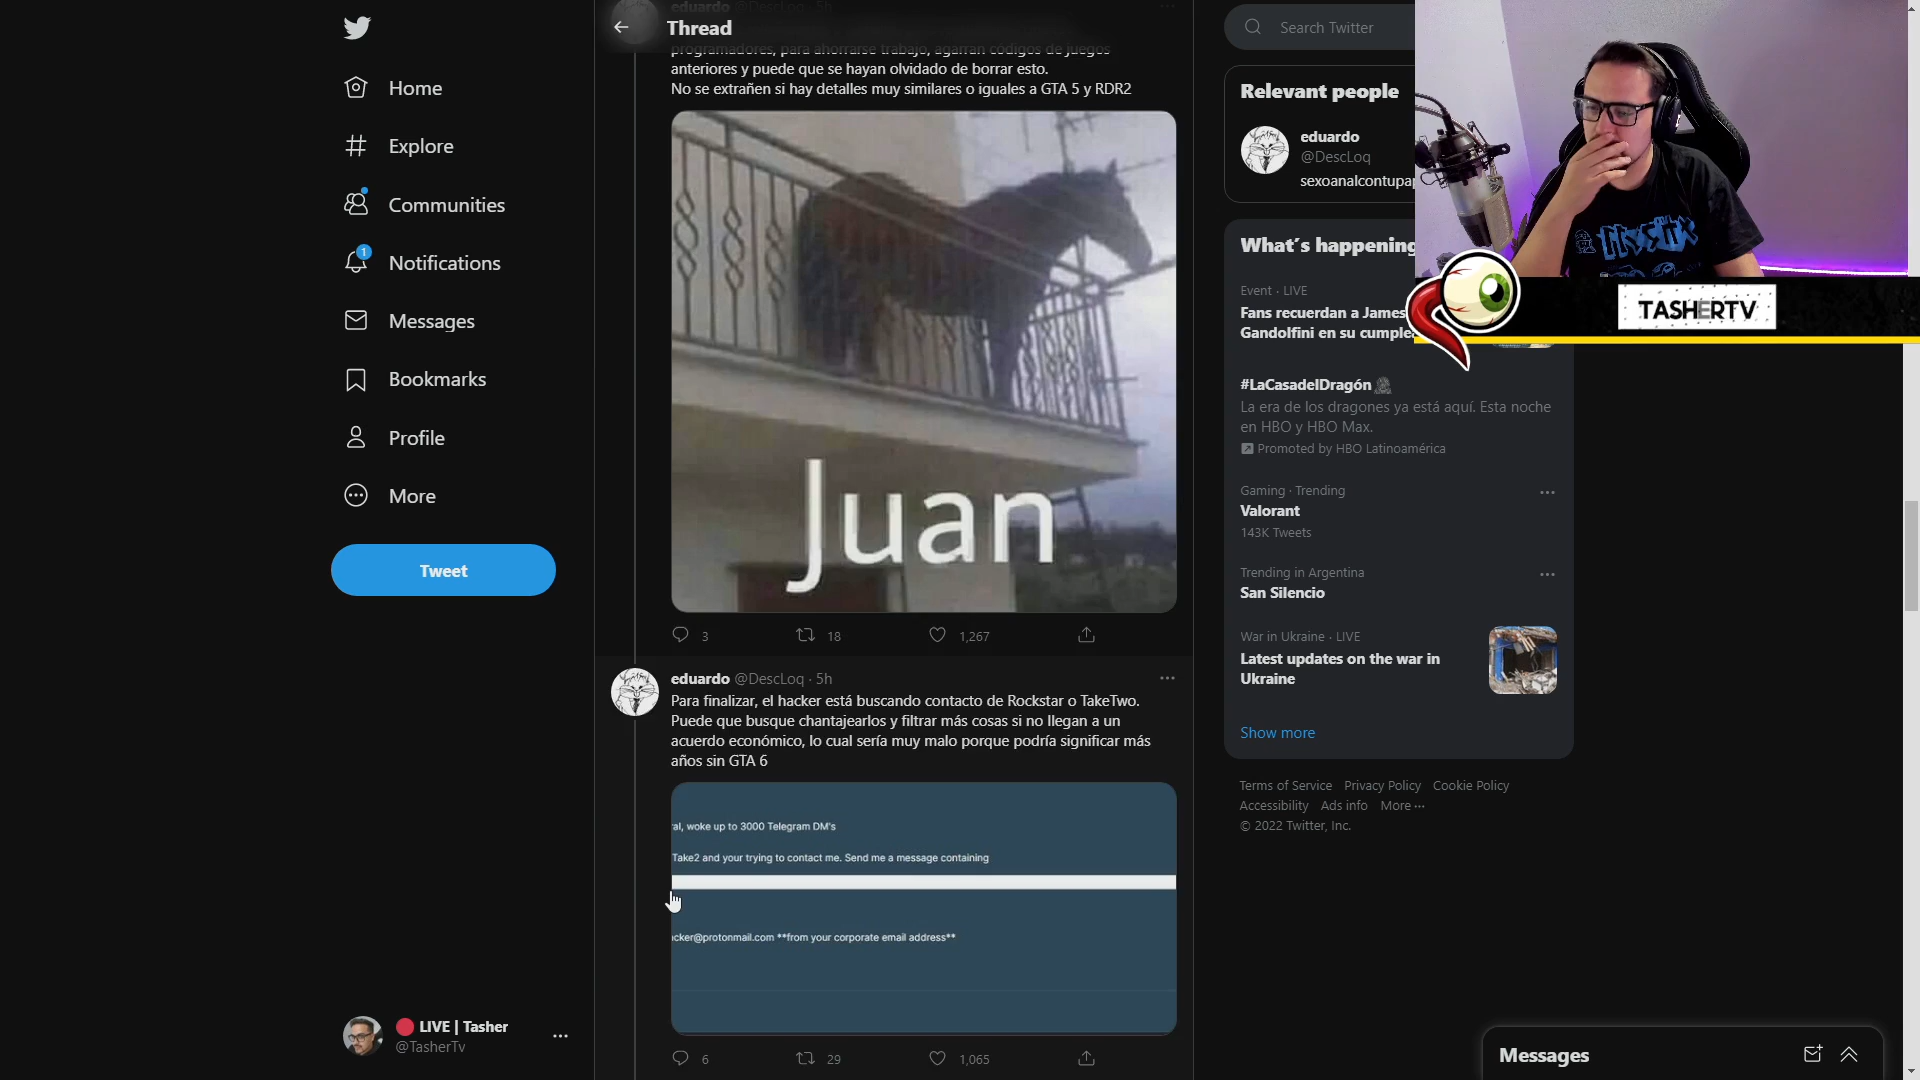 Home
Explore
Communities
1
Notifications
Messages
Bookmarks
Profile
More
Tweet
LIVE | Tasher
@TasherTv
eduardo @DescLoq · 5h
Thread
programadores, para ahorrarse trabajo, agarran códigos de juegos
anteriores y puede que se hayan olvidado de borrar esto.
No se extrañen si hay detalles muy similares o iguales a GTA 5 y RDR2
Juan
3 18 1,267
eduardo @DescLoq · 5h
Para finalizar, el hacker está buscando contacto de Rockstar o TakeTwo.
Puede que busque chantajearlos y filtrar más cosas si no llegan a un
acuerdo económico, lo cual sería muy malo porque podría significar más
años sin GTA 6
al, woke up to 3000 Telegram DM's
Take2 and your trying to contact me. Send me a message containing
cker@protonmail.com **from your corporate email address**
6 29 1,065
Search Twitter
Relevant people
eduardo
@DescLoq
sexoanalcontupap
What's happening
Event · LIVE
Fans recuerdan a James
Gandolfini en su cumple
#LaCasadelDragón
La era de los dragones ya está aquí. Esta noche
en HBO y HBO Max.
Promoted by HBO Latinoamérica
Gaming · Trending
Valorant
143K Tweets
Trending in Argentina
San Silencio
War in Ukraine · LIVE
Latest updates on the war in
Ukraine
Show more
Terms of Service Privacy Policy Cookie Policy
Accessibility Ads info More ···
© 2022 Twitter, Inc.
TASHERTV
Messages